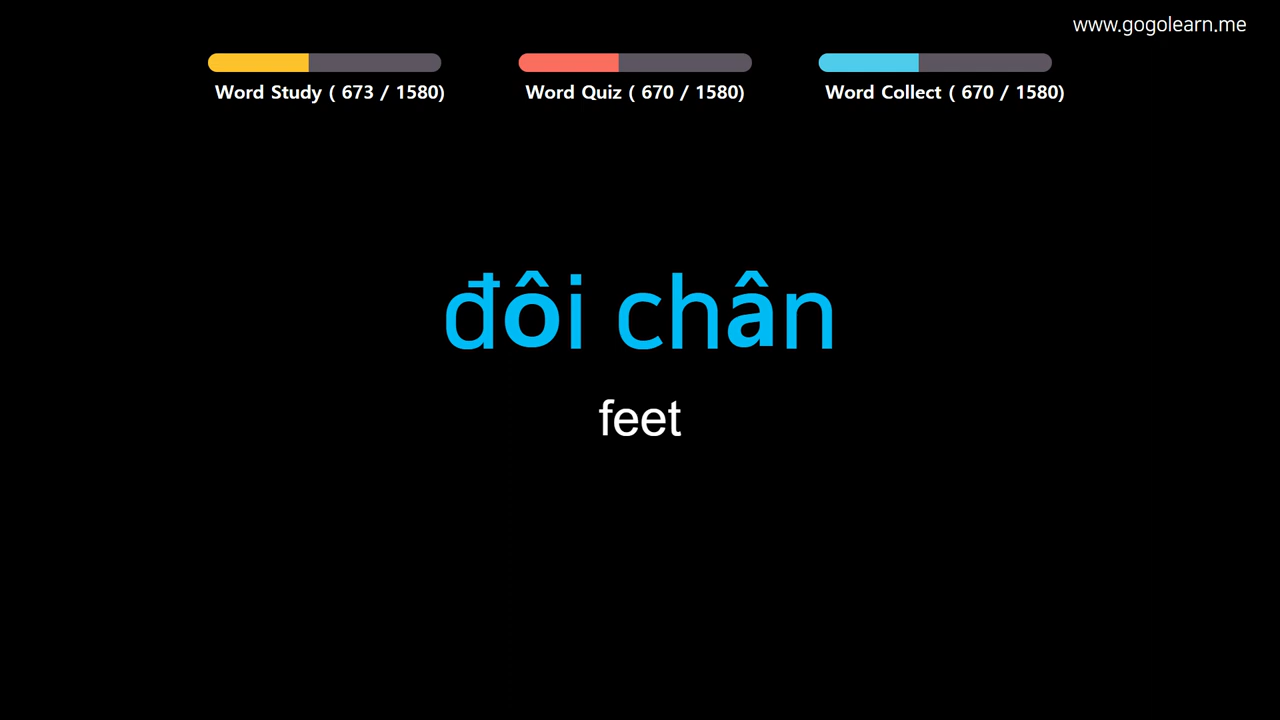 www.gogolearn.me
Word Study ( 673 / 1580)
Word Quiz ( 670 / 1580)
Word Collect ( 670 / 1580)
đôi chân
feet